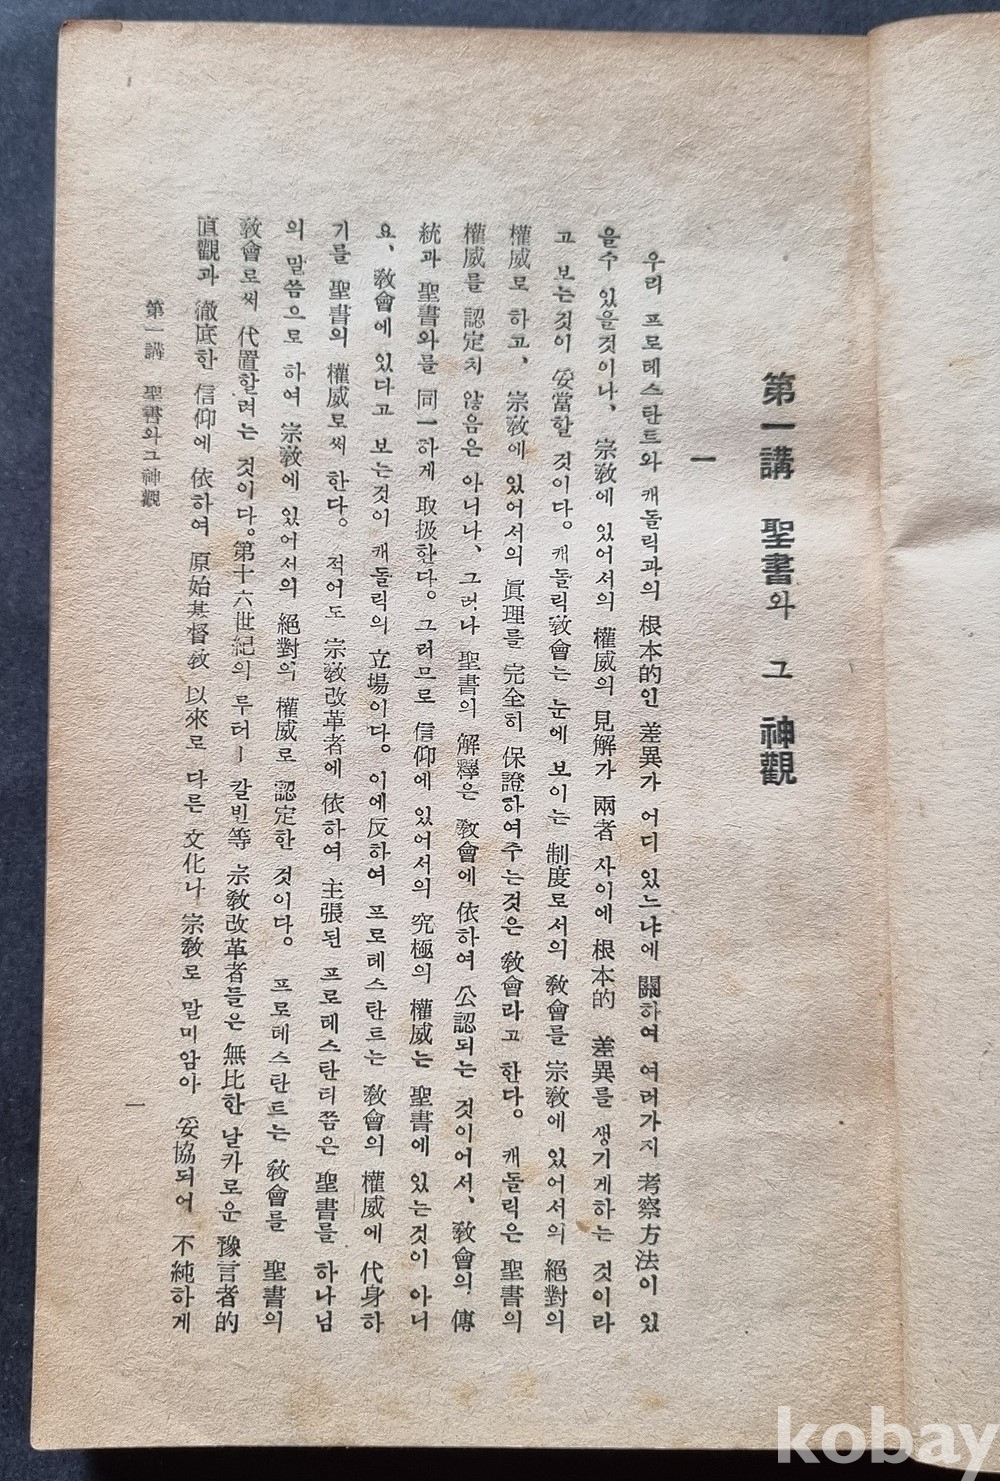 第一講 聖書와 그 神觀
一
우리 프로테스탄트와 캐돌릭과의 根本的인 差異가 어디 있느냐에 關하여 여러가지 考察方法이 있
을수 있을것이나, 宗敎에 있어서의 權威의 見解가 兩者 사이에 根本的 差異를 생기게하는 것이라
고 보는것이 妥當할 것이다. 캐돌릭敎會는 눈에 보이는 制度로서의 敎會를 宗敎에 있어서의 絕對의
權威로 하고, 宗敎에 있어서의 眞理를 完全히 保證하여주는것은 敎會라고 한다. 캐돌릭은 聖書의
權威를 認定치 않음은 아니나, 그러나 聖書의 解釋은 敎會에 依하여 公認되는 것이어서, 敎會의 傳
統과 聖書와를 同一하게 取扱한다. 그러므로 信仰에 있어서의 究極의 權威는 聖書에 있는것이 아니
요, 敎會에 있다고 보는것이 캐돌릭의 立場이다. 이에反하여 프로테스탄트는 敎會의 權威에 代身하
기를 聖書의 權威로써 한다. 적어도 宗敎改革者에 依하여 主張된 프로테스탄티쯤은 聖書를 하나님
의 말씀으로 하여 宗敎에 있어서의 絕對의 權威로 認定한 것이다. 프로테스탄트는 敎會를 聖書의
敎會로써 代置할려는 것이다. 第十六世紀의 루터ー 칼빈等 宗敎改革者들은 無比한 날카로운 豫言者的
直觀과 徹底한 信仰에 依하여 原始基督敎 以來로 다른 文化나 宗敎로 말미암아 妥協되어 不純하게
第一講 聖書와그神觀
一
kobay